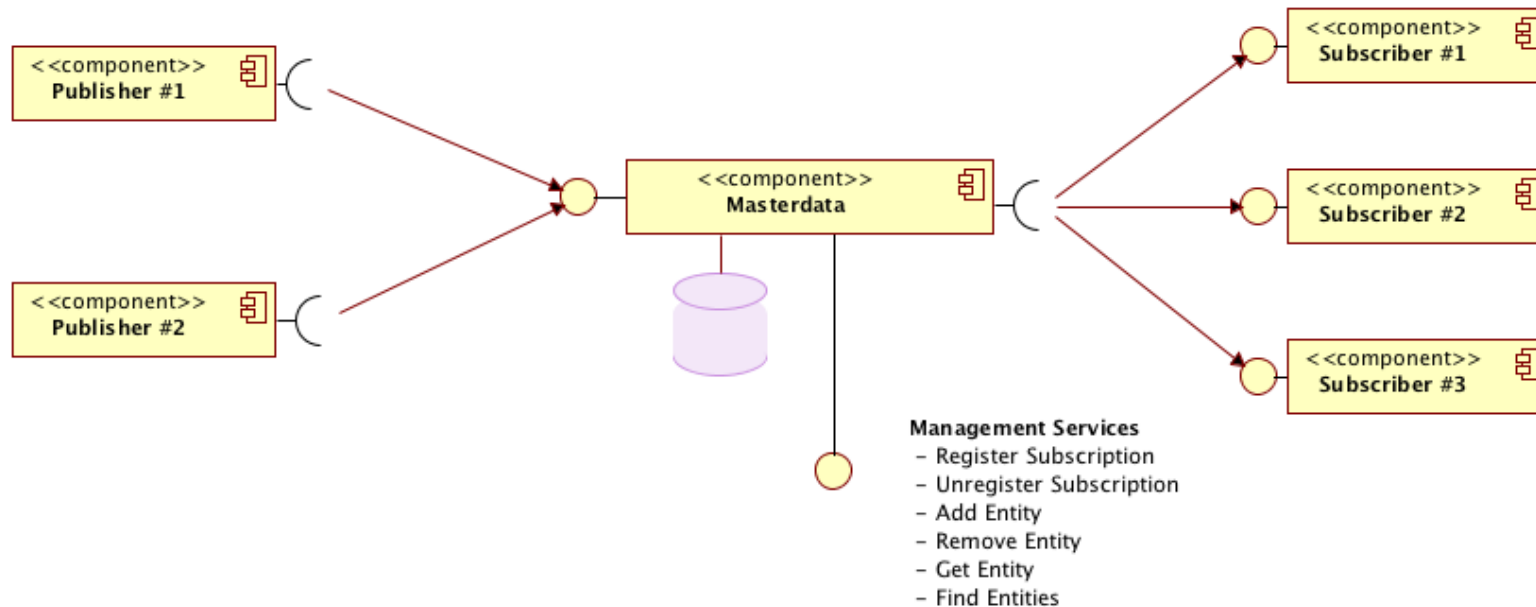 <<component>>
Publisher #1
<<component>>
Publisher #2
<<component>>
Masterdata
<<component>>
Subscriber #1
<<component>>
Subscriber #2
<<component>>
Subscriber #3
Management Services
– Register Subscription
– Unregister Subscription
– Add Entity
– Remove Entity
– Get Entity
– Find Entities